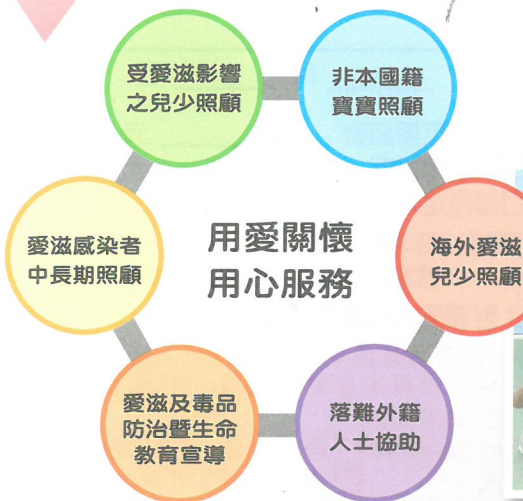 受愛滋影響
之兒少照顧
非本國籍
寶寶照顧
愛滋感染者
中長期照顧
用愛關懷
用心服務
海外愛滋
兒少照顧
愛滋及毒品
防治暨生命
教育宣導
落難外籍
人士協助